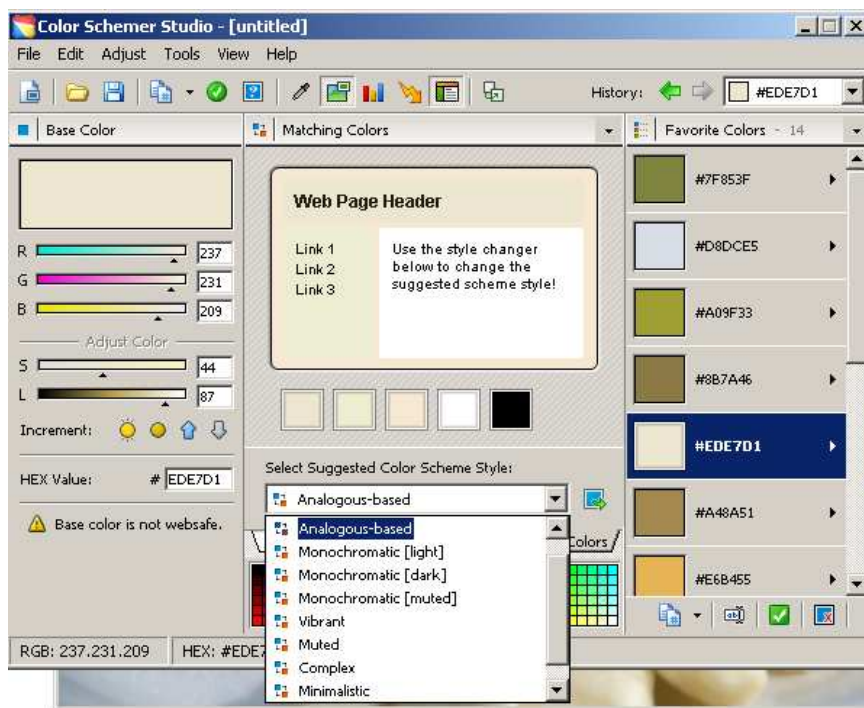 Color Schemer Studio - [untitled]
File Edit Adjust Tools View Help
History: #EDE7D1
Base Color
R 237
G 231
B 209
Adjust Color
S 44
L 87
Increment:
HEX Value: # EDE7D1
Base color is not websafe.
Matching Colors
Web Page Header
Link 1
Link 2
Link 3
Use the style changer
below to change the
suggested scheme style!
Select Suggested Color Scheme Style:
Analogous-based
Analogous-based
Monochromatic [light]
Monochromatic [dark]
Monochromatic [muted]
Vibrant
Muted
Complex
Minimalistic
Colors
Favorite Colors - 14
#7F853F
#D8DCE5
#A09F33
#8B7A46
#EDE7D1
#A48A51
#E6B455
ab
RGB: 237.231.209 HEX: #EDE7